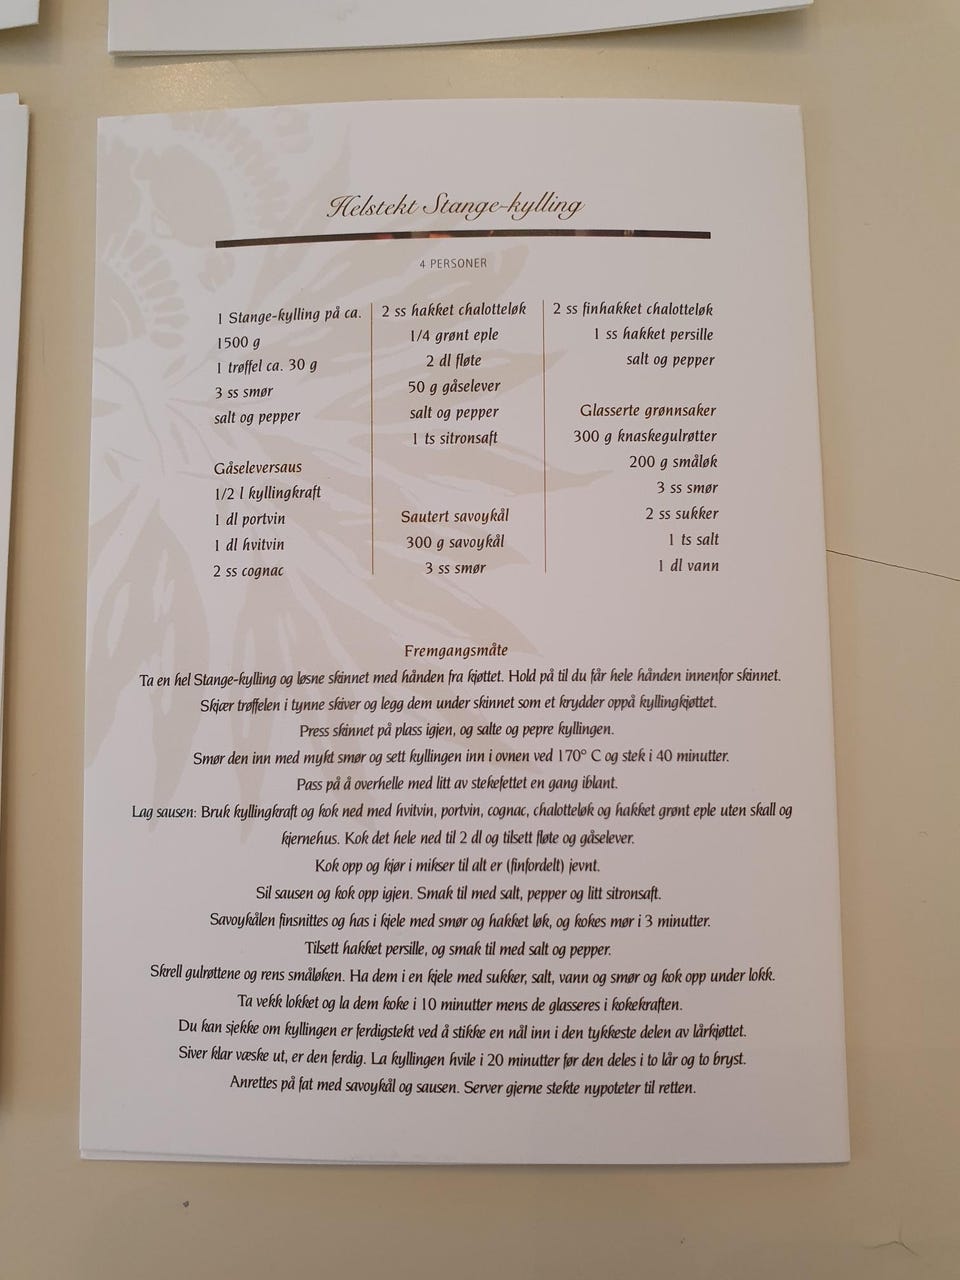 Helstekt Stange-kylling
4 PERSONER
1 Stange-kylling på ca.
1500 g
1 trøffel ca. 30 g
3 ss smør
salt og pepper
Gåseleversaus
1/2 l kyllingkraft
1 dl portvin
1 dl hvitvin
2 ss cognac
2 ss hakket chalotteløk
1/4 grønt eple
2 dl fløte
50 g gåselever
salt og pepper
1 ts sitronsaft
Sautert savoykål
300 g savoykål
3 ss smør
2 ss finhakket chalotteløk
1 ss hakket persille
salt og pepper
Glasserte grønnsaker
300 g knaskegulrøtter
200 g småløk
3 ss smør
2 ss sukker
1 ts salt
1 dl vann
Fremgangsmåte
Ta en hel Stange-kylling og løsne skinnet med hånden fra kjøttet. Hold på til du får hele hånden innenfor skinnet.
Skjær trøffelen i tynne skiver og legg dem under skinnet som et krydder oppå kyllingkjøttet.
Press skinnet på plass igjen, og salte og pepre kyllingen.
Smør den inn med mykt smør og sett kyllingen inn i ovnen ved 170° C og stek i 40 minutter.
Pass på å overhelle med litt av stekefettet en gang iblant.
Lag sausen: Bruk kyllingkraft og kok ned med hvitvin, portvin, cognac, chalotteløk og hakket grønt eple uten skall og
kjernehus. Kok det hele ned til 2 dl og tilsett fløte og gåselever.
Kok opp og kjør i mikser til alt er (finfordelt) jevnt.
Sil sausen og kok opp igjen. Smak til med salt, pepper og litt sitronsaft.
Savoykålen finsnittes og has i kjele med smør og hakket løk, og kokes mør i 3 minutter.
Tilsett hakket persille, og smak til med salt og pepper.
Skrell gulrøttene og rens småløken. Ha dem i en kjele med sukker, salt, vann og smør og kok opp under lokk.
Ta vekk lokket og la dem koke i 10 minutter mens de glasseres i kokekraften.
Du kan sjekke om kyllingen er ferdigstekt ved å stikke en nål inn i den tykkeste delen av lårkjøttet.
Siver klar væske ut, er den ferdig. La kyllingen hvile i 20 minutter før den deles i to lår og to bryst.
Anrettes på fat med savoykål og sausen. Server gjerne stekte nypoteter til retten.